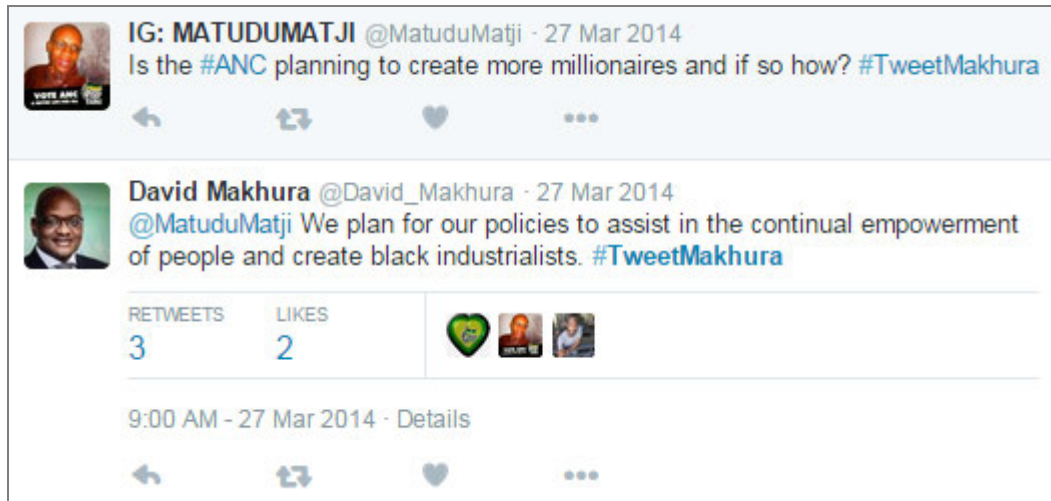 IG: MATUDUMATJI @MatuduMatji · 27 Mar 2014
Is the #ANC planning to create more millionaires and if so how? #TweetMakhura
VOTE ANC
David Makhura @David_Makhura · 27 Mar 2014
@MatuduMatji We plan for our policies to assist in the continual empowerment
of people and create black industrialists. #TweetMakhura
RETWEETS LIKES
3 2
9:00 AM - 27 Mar 2014 · Details